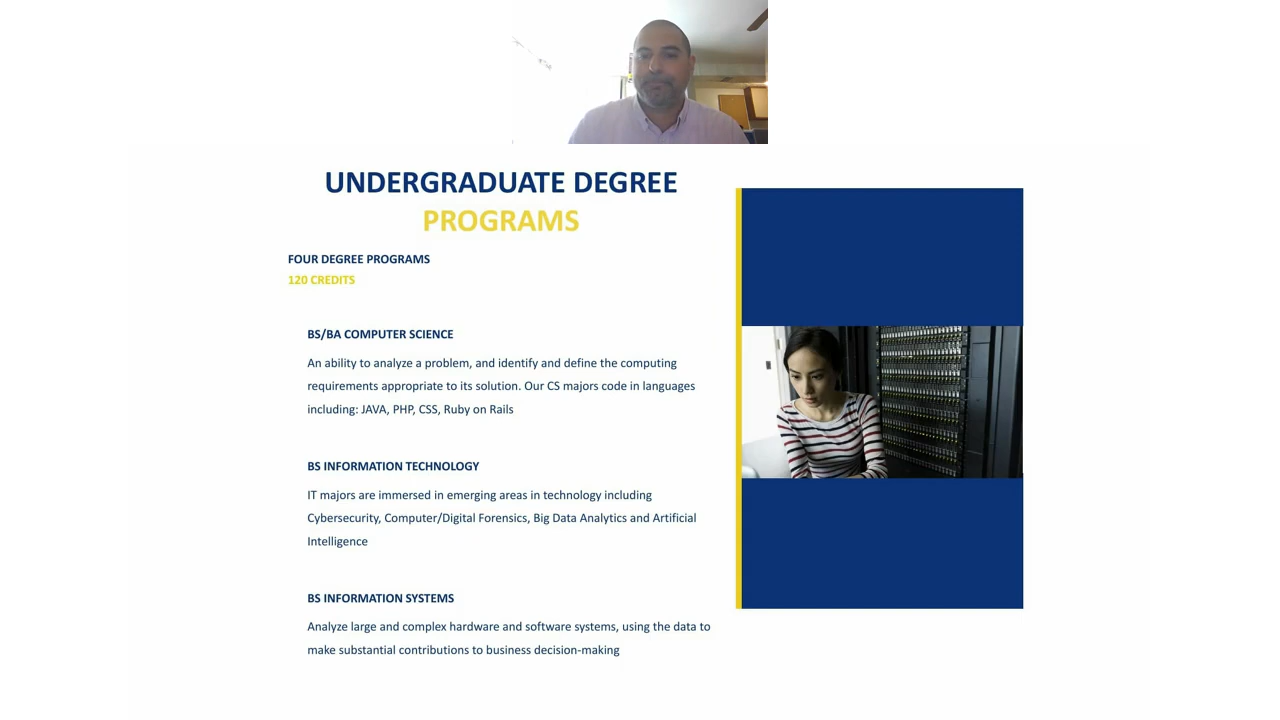 UNDERGRADUATE DEGREE
PROGRAMS
FOUR DEGREE PROGRAMS
120 CREDITS
BS/BA COMPUTER SCIENCE
An ability to analyze a problem, and identify and define the computing
requirements appropriate to its solution. Our CS majors code in languages
including: JAVA, PHP, CSS, Ruby on Rails
BS INFORMATION TECHNOLOGY
IT majors are immersed in emerging areas in technology including
Cybersecurity, Computer/Digital Forensics, Big Data Analytics and Artificial
Intelligence
BS INFORMATION SYSTEMS
Analyze large and complex hardware and software systems, using the data to
make substantial contributions to business decision-making